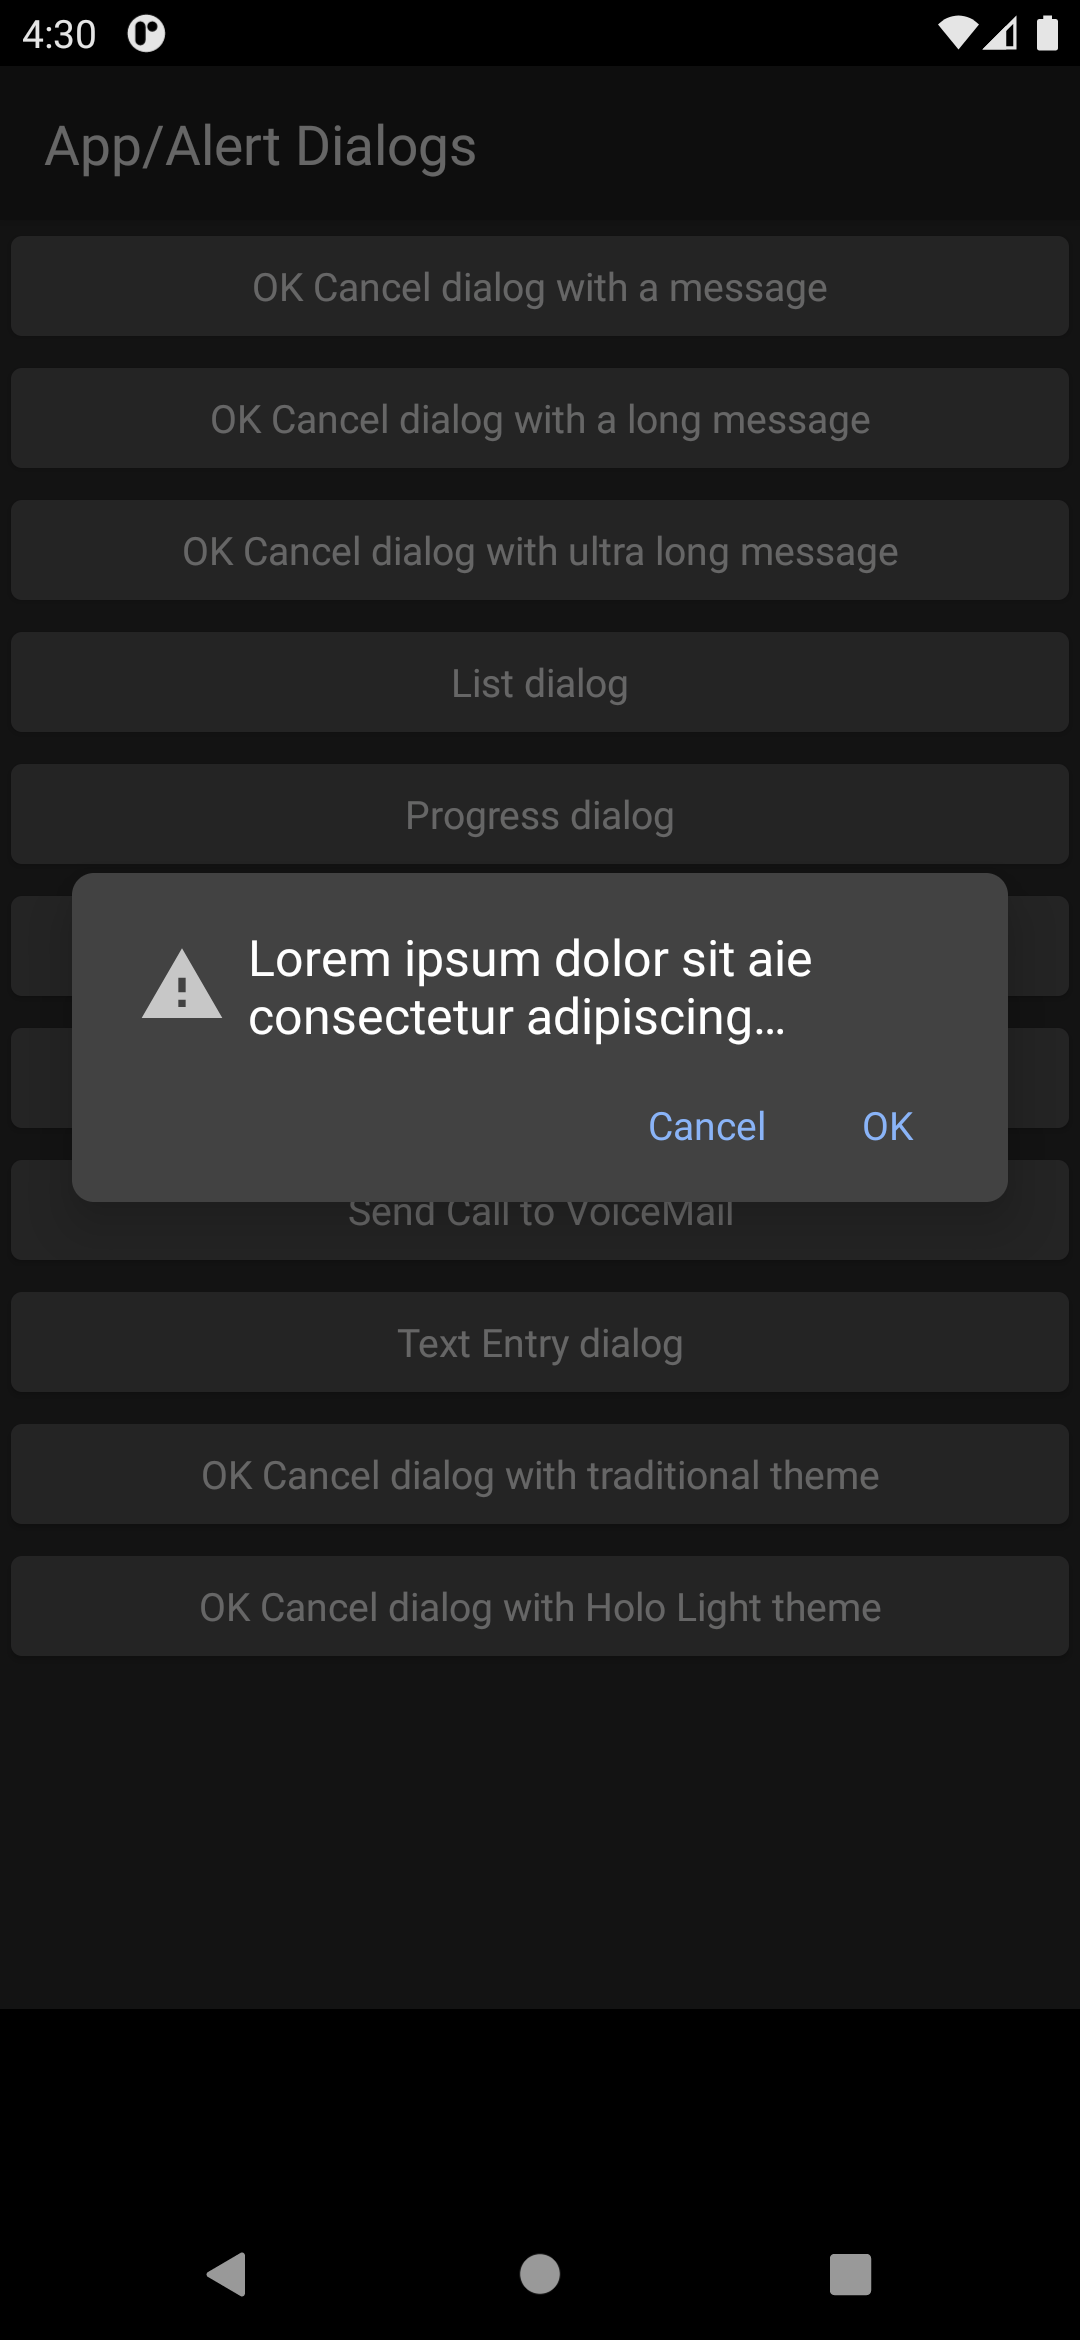 4:30
App/Alert Dialogs
OK Cancel dialog with a message
OK Cancel dialog with a long message
OK Cancel dialog with ultra long message
List dialog
Progress dialog
Lorem ipsum dolor sit aie
consectetur adipiscing…
Cancel OK
Send Call to VoiceMail
Text Entry dialog
OK Cancel dialog with traditional theme
OK Cancel dialog with Holo Light theme